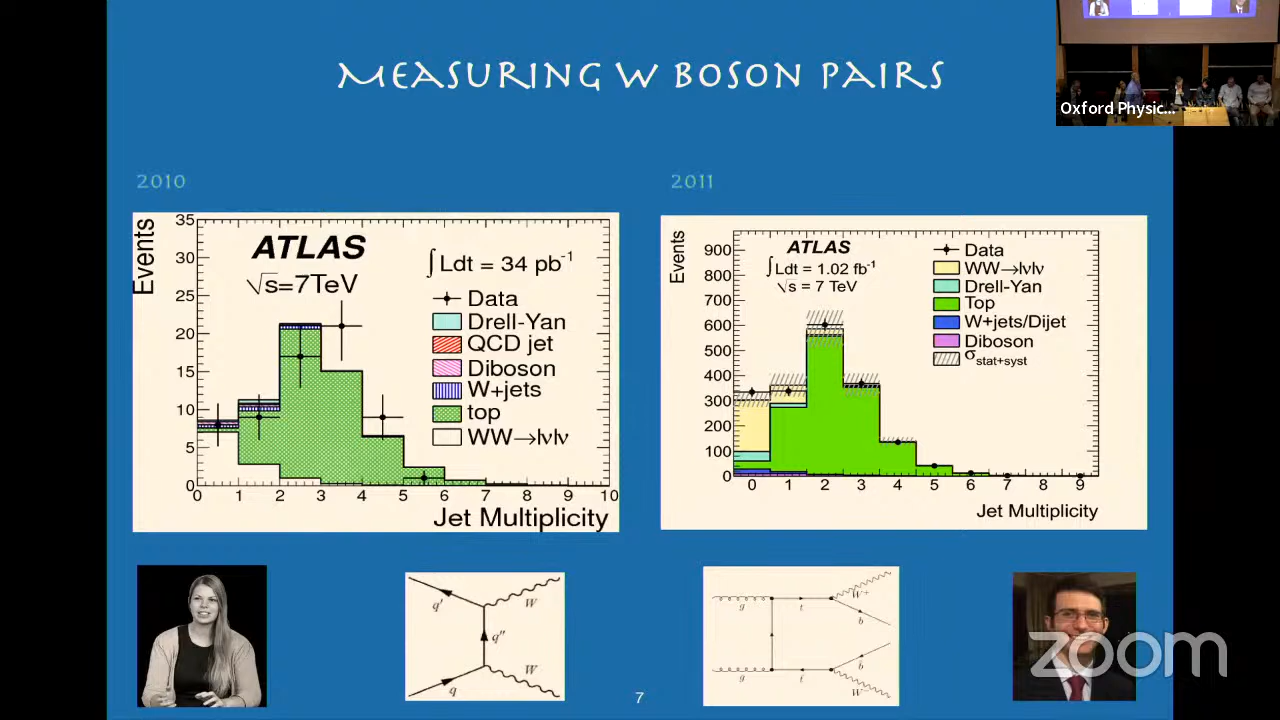 MEASURING W BOSON PAIRS
Oxford Physic...
2010
2011
Events
35
30
25
20
15
10
5
0
ATLAS
√s=7TeV
∫Ldt = 34 pb⁻¹
Data
Drell-Yan
QCD jet
Diboson
W+jets
top
WW→lνlν
0 1 2 3 4 5 6 7 8 9 10
Jet Multiplicity
Events
900
800
700
600
500
400
300
200
100
0
ATLAS
∫Ldt = 1.02 fb⁻¹
√s = 7 TeV
Data
WW→lνlν
Drell-Yan
Top
W+jets/Dijet
Diboson
σstat+syst
0 1 2 3 4 5 6 7 8 9
Jet Multiplicity
q'
W
q''
W
q
g
t
W+
b
b̄
g
t̄
W-
7
zoom